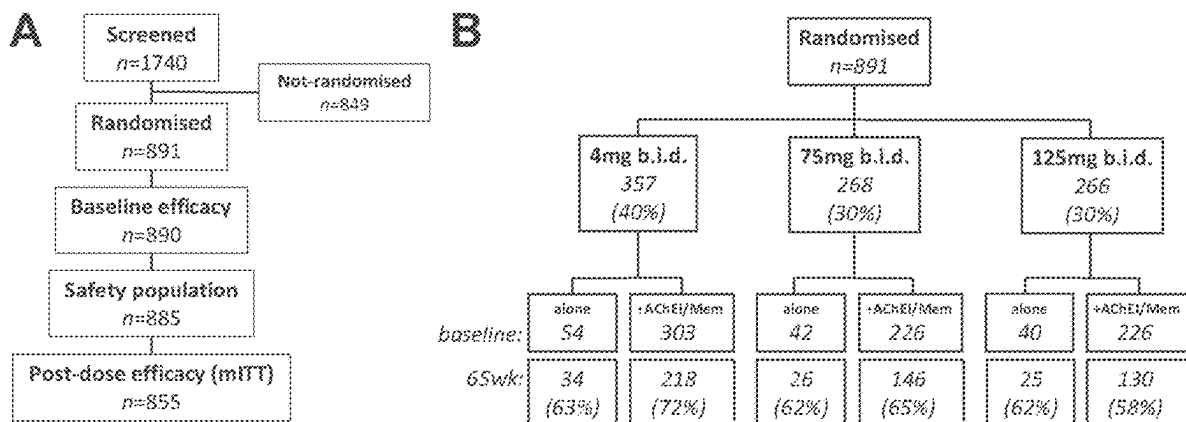 A
Screened
n=1740
Not-randomised
n=849
Randomised
n=891
Baseline efficacy
n=890
Safety population
n=885
Post-dose efficacy (mITT)
n=855
B
Randomised
n=891
4mg b.i.d.
357
(40%)
75mg b.i.d.
268
(30%)
125mg b.i.d.
266
(30%)
alone +AChEI/Mem alone +AChEI/Mem alone +AChEI/Mem
baseline: 54 303 42 226 40 226
65wk: 34 218 26 146 25 130
(63%) (72%) (62%) (65%) (62%) (58%)